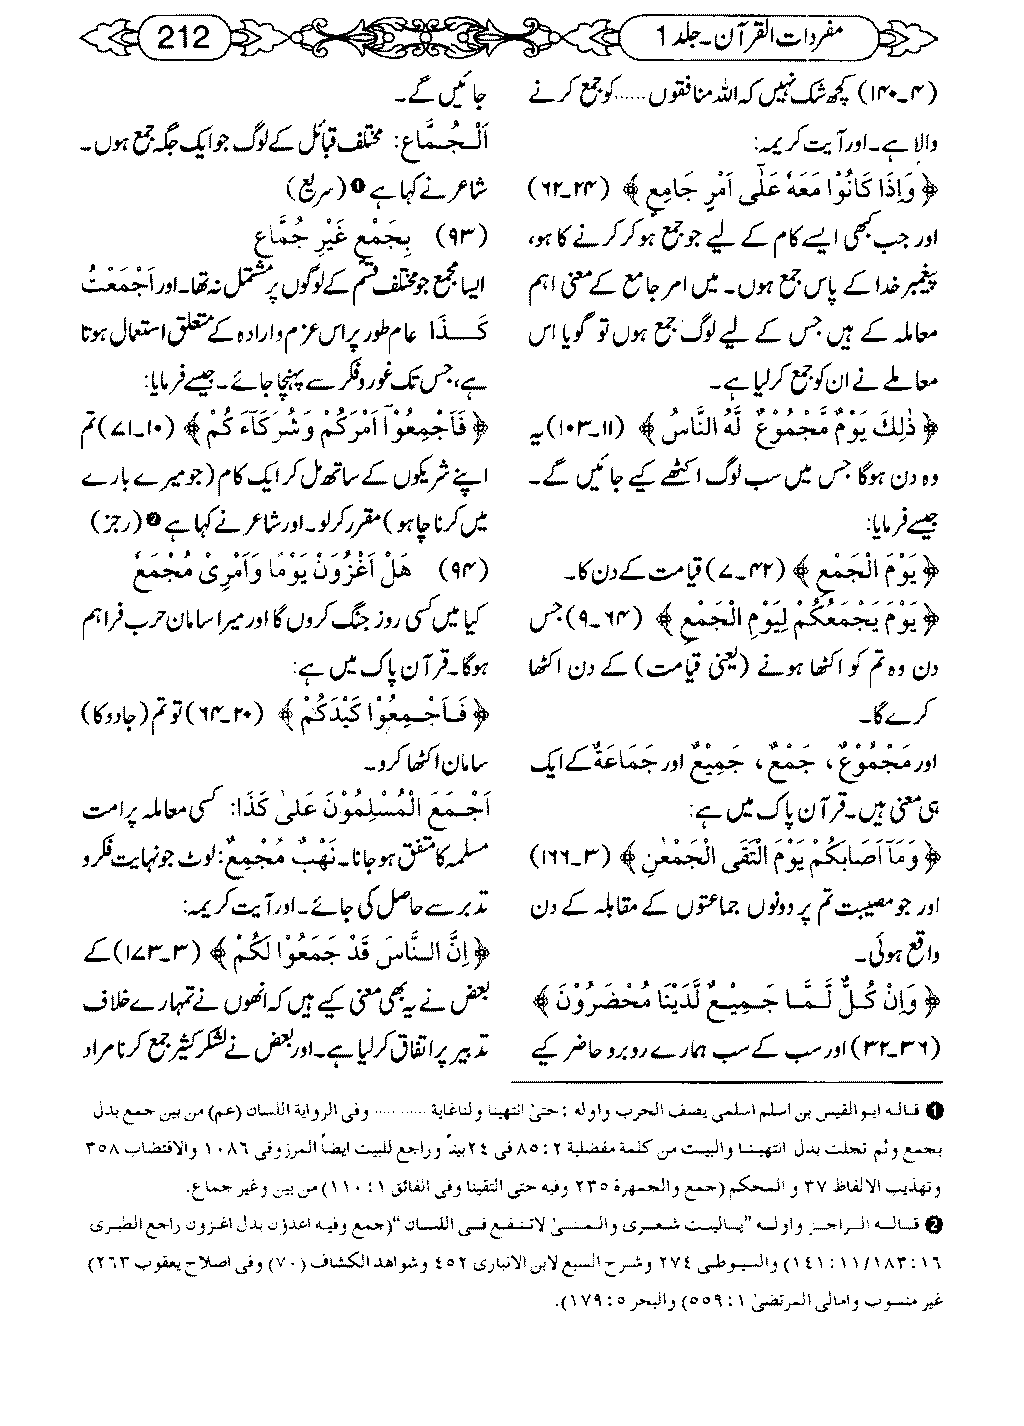 مفردات القرآن۔جلد 1
212
(۴۔۱۴۰) کچھ شک نہیں کہ اللہ منافقوں ......کو جمع کرنے
والا ہے۔اور آیت کریمہ:
﴿ وَاِذَا كَانُوْا مَعَهٗ عَلٰٓى اَمْرٍ جَامِعٍ ﴾ (۲۴۔۶۲)
اور جب کبھی ایسے کام کے لیے جو جمع ہو کر کرنے کا ہو،
پیغمبر خدا کے پاس جمع ہوں۔میں امر جامع کے معنی اہم
معاملہ کے ہیں جس کے لیے لوگ جمع ہوں تو گویا اس
معاملے نے ان کو جمع کر لیا ہے۔
﴿ ذٰلِكَ يَوْمٌ مَّجْمُوْعٌ لَّهُ النَّاسُ ﴾ (۱۱۔۱۰۳) یہ
وہ دن ہوگا جس میں سب لوگ اکٹھے کیے جائیں گے۔
جیسے فرمایا:
﴿ يَوْمَ الْجَمْعِ ﴾ (۴۲۔۷) قیامت کے دن کا۔
﴿ يَوْمَ يَجْمَعُكُمْ لِيَوْمِ الْجَمْعِ ﴾ (۶۴۔۹) جس
دن وہ تم کو اکٹھا ہونے (یعنی قیامت) کے دن اکٹھا
کرے گا۔
اور مَجْمُوْعٌ، جَمْعٌ، جَمِيْعٌ اور جَمَاعَةٌ کے ایک
ہی معنی ہیں۔قرآن پاک میں ہے:
﴿ وَمَآ اَصَابَكُمْ يَوْمَ الْتَقَى الْجَمْعٰنِ ﴾ (۳۔۱۶۶)
اور جو مصیبت تم پر دونوں جماعتوں کے مقابلہ کے دن
واقع ہوئی۔
﴿ وَاِنْ كُلٌّ لَّمَّا جَمِيْعٌ لَّدَيْنَا مُحْضَرُوْنَ ﴾
(۳۶۔۳۲) اور سب کے سب ہمارے روبرو حاضر کیے
جائیں گے۔
اَلْجُمَّاعُ: مختلف قبائل کے لوگ جو ایک جگہ جمع ہوں۔
شاعر نے کہا ہے❶ (سریع)
(۹۳) بِجَمْعٍ غَيْرِ جُمَّاعٍ
ایسا مجمع جو مختلف قسم کے لوگوں پر مشتمل نہ تھا۔اور اَجْمَعْتُ
كَذَا عام طور پر اس عزم و ارادہ کے متعلق استعمال ہوتا
ہے،جس تک غور و فکر سے پہنچا جائے۔جیسے فرمایا:
﴿ فَاَجْمِعُوْٓا اَمْرَكُمْ وَشُرَكَآءَ كُمْ ﴾ (۱۰۔۷۱) تم
اپنے شریکوں کے ساتھ مل کر ایک کام (جو میرے بارے
میں کرنا چاہو) مقرر کر لو۔اور شاعر نے کہا ہے❷ (رجز)
(۹۴) هَلْ اَغْزُوَنْ يَوْمًا وَاَمْرِىْ مُجْمَعٌ
کیا میں کسی روز جنگ کروں گا اور میرا سامان حرب فراہم
ہوگا۔قرآن پاک میں ہے:
﴿ فَاَجْمِعُوْا كَيْدَكُمْ ﴾ (۲۰۔۶۴) تو تم (جادو کا)
سامان اکٹھا کرو۔
اَجْمَعَ الْمُسْلِمُوْنَ عَلٰى كَذَا: کسی معاملہ پر امت
مسلمہ کا متفق ہو جانا۔نَهْبٌ مُجْمِعٌ: لوٹ جو نہایت فکر و
تدبر سے حاصل کی جائے۔اور آیت کریمہ:
﴿ اِنَّ النَّاسَ قَدْ جَمَعُوْا لَكُمْ ﴾ (۳۔۱۷۳) کے
بعض نے یہ بھی معنی کیے ہیں کہ انھوں نے تمہارے خلاف
تدبیر پر اتفاق کر لیا ہے۔اور بعض نے لشکر کثیر جمع کرنا مراد
❶ قاله ابو القيس بن اسلم اسلمى يصف الحرب واوله : حتىٰ انتهينا ولناغاية .......... وفى الرواية اللسان (عم) من بين جمع بدل
بجمع وثم تحلت بدل انتهينا والبيت من كلمة مفضلية ۲ : ۸۵ فى ۲۴ بيتاً وراجع للبيت ايضاً المرزوقى ۱۰۸۶ والاقتضاب ۳۵۸
وتهذيب الالفاظ ۳۷ و المحكم (جمع والجمهرة ۲۳۵ وفيه حتى التقينا وفى الفائق ۱ : ۱۱۰) من بين وغير جماع.
❷ قاله الراجز واوله "ياليت شعرى والمنىٰ لاتنفع فى اللسان "(جمع وفيه اعدؤن بدل اغزون راجع الطبرى
۱۶ : ۱۸۳/۱۱ : ۱۴۱) والسيوطى ۲۷۴ وشرح السبع لابن الانبارى ۴۵۲ وشواهد الكشاف (۷۰) وفى اصلاح يعقوب ۲۶۳)
غير منسوب وامالى المرتضىٰ ۱ : ۵۵۹) والبحر ۵ : ۱۷۹).